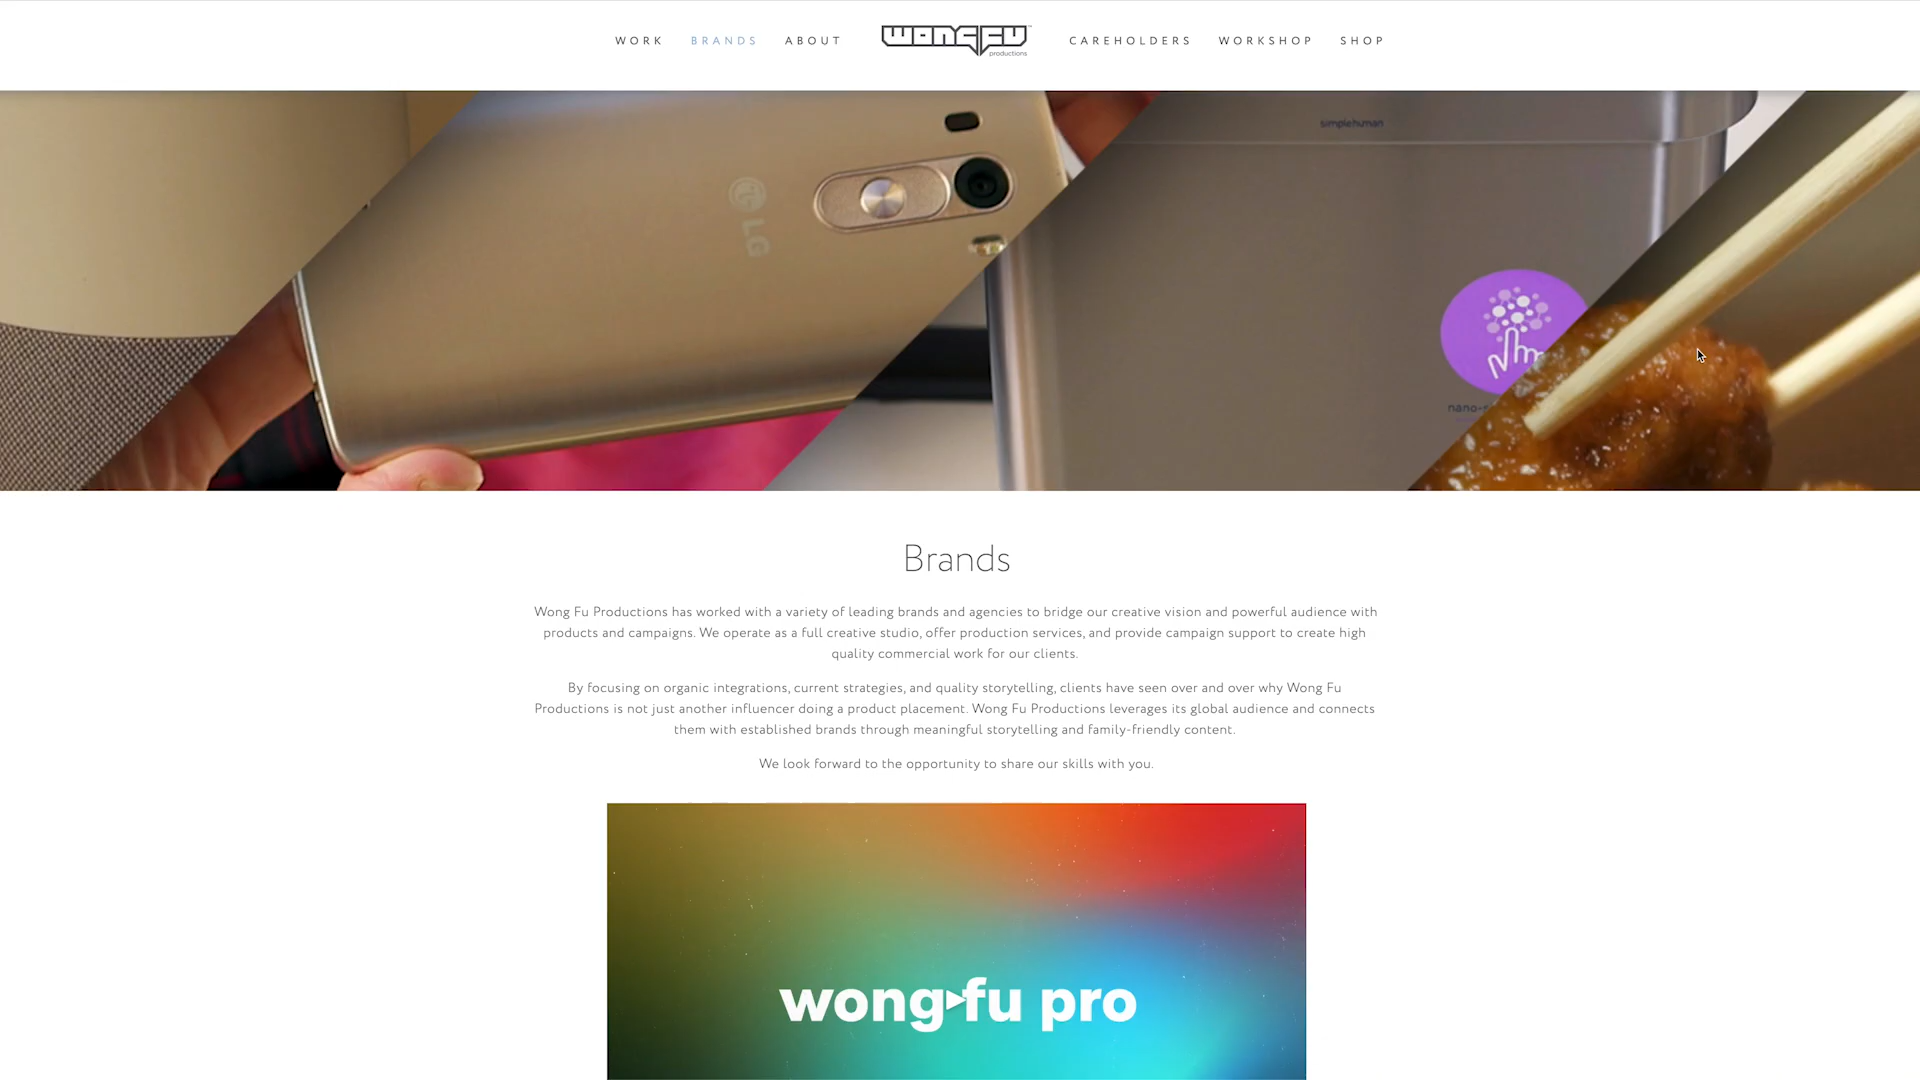 WORK BRANDS ABOUT WONGFU productions CAREHOLDERS WORKSHOP SHOP
LG
simplehuman
Brands
Wong Fu Productions has worked with a variety of leading brands and agencies to bridge our creative vision and powerful audience with
products and campaigns. We operate as a full creative studio, offer production services, and provide campaign support to create high
quality commercial work for our clients.
By focusing on organic integrations, current strategies, and quality storytelling, clients have seen over and over why Wong Fu
Productions is not just another influencer doing a product placement. Wong Fu Productions leverages its global audience and connects
them with established brands through meaningful storytelling and family-friendly content.
We look forward to the opportunity to share our skills with you.
wong fu pro